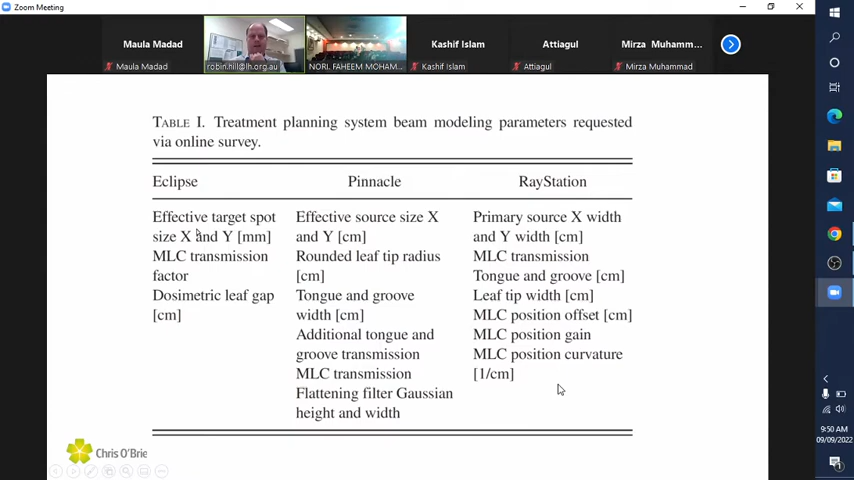 Zoom Meeting
Maula Madad
Kashif Islam
Attiagul
Mirza Muhamm...
Maula Madad
robin.hill@lh.org.au
NORI. FAHEEM MOHAM...
Kashif Islam
Attiagul
Mirza Muhammad
TABLE I. Treatment planning system beam modeling parameters requested
via online survey.
Eclipse
Pinnacle
RayStation
Effective target spot
size X and Y [mm]
MLC transmission
factor
Dosimetric leaf gap
[cm]
Effective source size X
and Y [cm]
Rounded leaf tip radius
[cm]
Tongue and groove
width [cm]
Additional tongue and
groove transmission
MLC transmission
Flattening filter Gaussian
height and width
Primary source X width
and Y width [cm]
MLC transmission
Tongue and groove [cm]
Leaf tip width [cm]
MLC position offset [cm]
MLC position gain
MLC position curvature
[1/cm]
Chris O'Brie
9:50 AM
09/09/2022